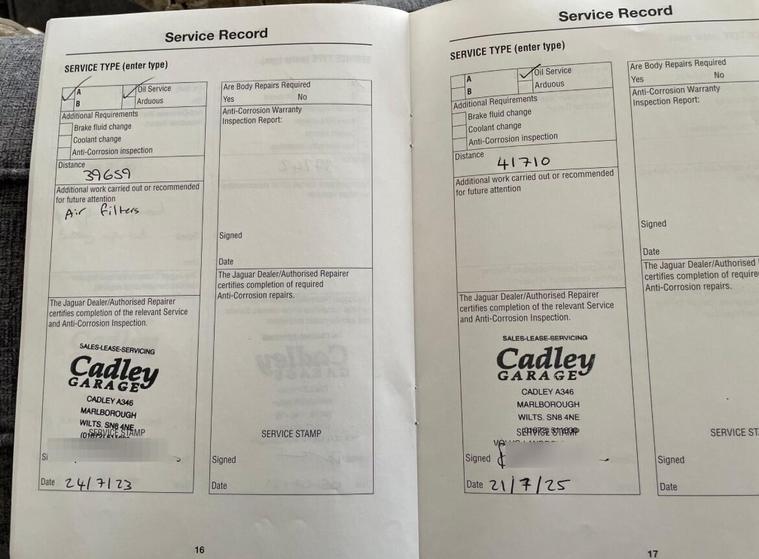 Service Record
SERVICE TYPE (enter type)
A
B
Oil Service
Arduous
Additional Requirements
Brake fluid change
Coolant change
Anti-Corrosion inspection
Distance
39659
Additional work carried out or recommended
for future attention
Air filters
The Jaguar Dealer/Authorised Repairer
certifies completion of the relevant Service
and Anti-Corrosion Inspection.
SALES-LEASE-SERVICING
Cadley
GARAGE
CADLEY A346
MARLBOROUGH
WILTS. SN8 4NE
SERVICE STAMP
Date 24/7/23
Are Body Repairs Required
Yes No
Anti-Corrosion Warranty
Inspection Report:
Signed
Date
The Jaguar Dealer/Authorised Repairer
certifies completion of required
Anti-Corrosion repairs.
SERVICE STAMP
Signed
Date
16
Service Record
SERVICE TYPE (enter type)
A
B
Oil Service
Arduous
Additional Requirements
Brake fluid change
Coolant change
Anti-Corrosion inspection
Distance
41710
Additional work carried out or recommended
for future attention
The Jaguar Dealer/Authorised Repairer
certifies completion of the relevant Service
and Anti-Corrosion Inspection.
SALES-LEASE-SERVICING
Cadley
GARAGE
CADLEY A346
MARLBOROUGH
WILTS. SN8 4NE
SERVICE STAMP
Signed
Date 21/7/25
Are Body Repairs Required
Yes No
Anti-Corrosion Warranty
Inspection Report:
Signed
Date
The Jaguar Dealer/Authorised
certifies completion of require
Anti-Corrosion repairs.
SERVICE ST
Signed
Date
17